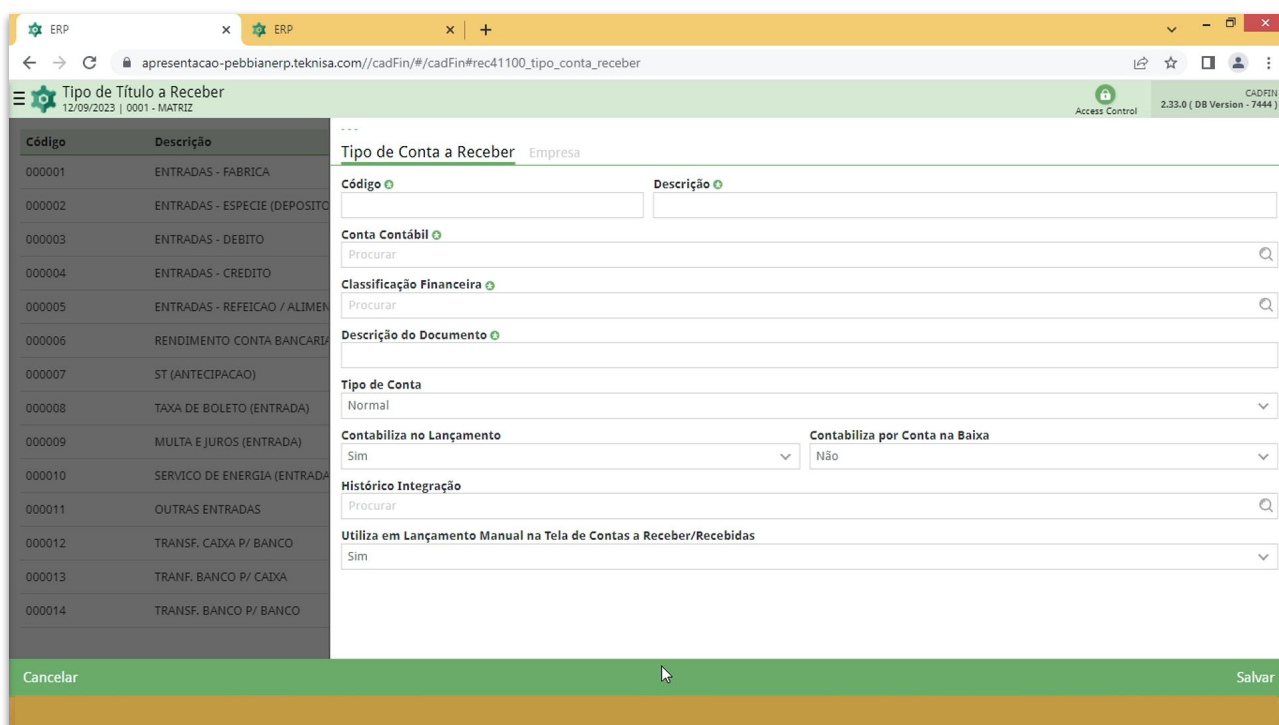 ERP
ERP
apresentacao-pebbianerp.teknisa.com//cadFin/#/cadFin#rec41100_tipo_conta_receber
Tipo de Título a Receber
12/09/2023 | 0001 - MATRIZ
Access Control
CADFIN
2.33.0 ( DB Version - 7444 )
Código Descrição
000001 ENTRADAS - FABRICA
000002 ENTRADAS - ESPECIE (DEPOSITO
000003 ENTRADAS - DEBITO
000004 ENTRADAS - CREDITO
000005 ENTRADAS - REFEICAO / ALIMEN
000006 RENDIMENTO CONTA BANCARIA
000007 ST (ANTECIPACAO)
000008 TAXA DE BOLETO (ENTRADA)
000009 MULTA E JUROS (ENTRADA)
000010 SERVICO DE ENERGIA (ENTRADA
000011 OUTRAS ENTRADAS
000012 TRANSF. CAIXA P/ BANCO
000013 TRANF. BANCO P/ CAIXA
000014 TRANSF. BANCO P/ BANCO
---
Tipo de Conta a Receber Empresa
Código Descrição
Conta Contábil
Procurar
Classificação Financeira
Procurar
Descrição do Documento
Tipo de Conta
Normal
Contabiliza no Lançamento Contabiliza por Conta na Baixa
Sim Não
Histórico Integração
Procurar
Utiliza em Lançamento Manual na Tela de Contas a Receber/Recebidas
Sim
Cancelar Salvar